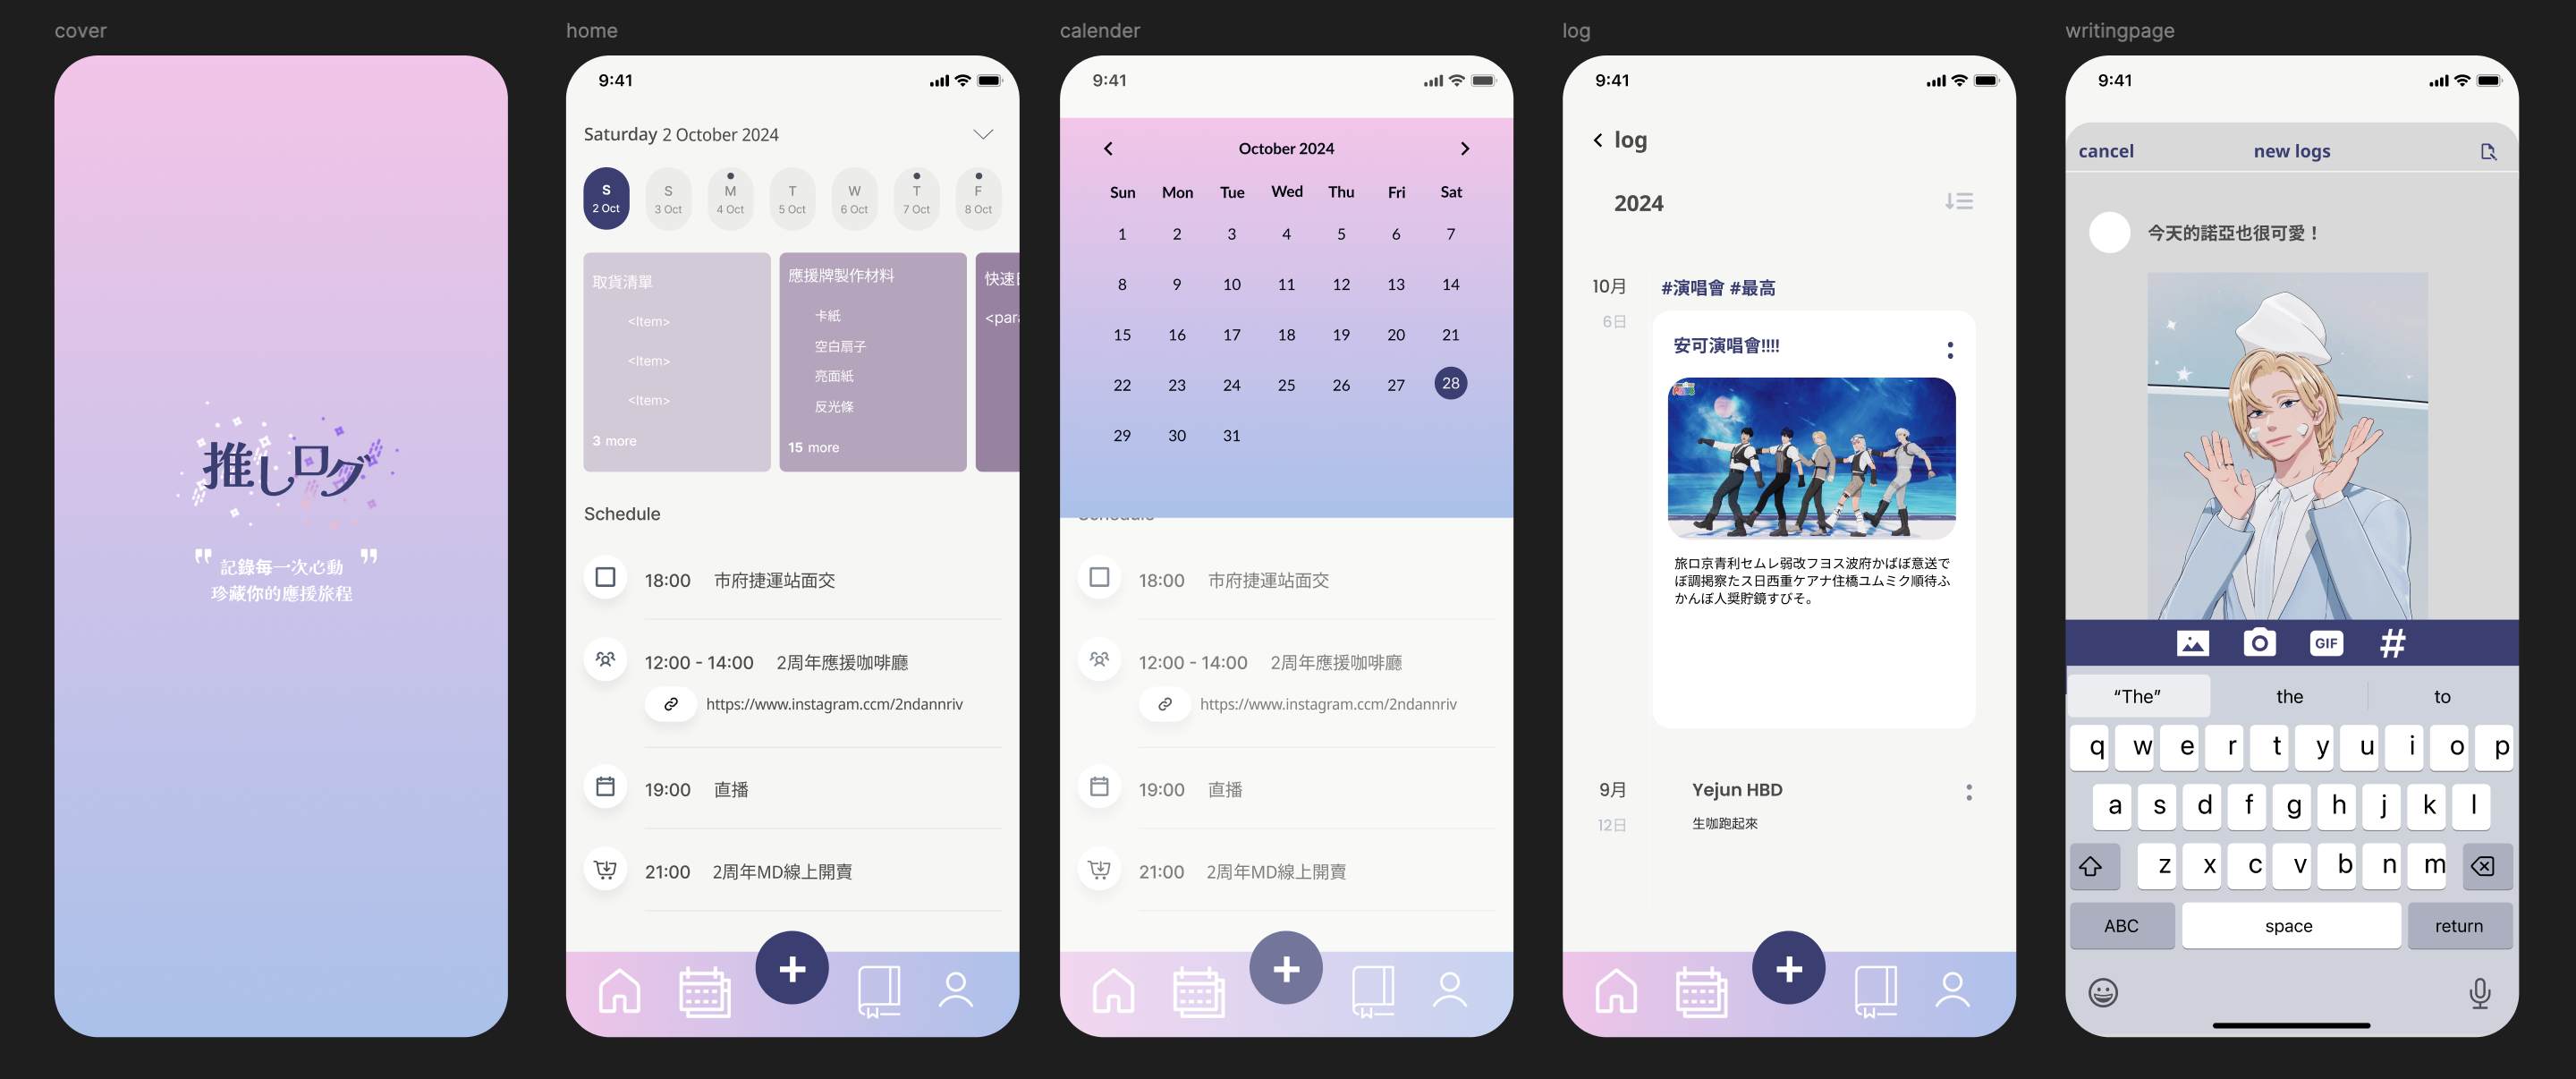 cover
推しログ
" 記錄每一次心動 "
珍藏你的應援旅程
home
9:41
Saturday 2 October 2024
S S M T W T F
2 Oct 3 Oct 4 Oct 5 Oct 6 Oct 7 Oct 8 Oct
取貨清單
<Item>
<Item>
<Item>
3 more
應援牌製作材料
卡紙
空白扇子
亮面紙
反光條
15 more
快速
<par
Schedule
18:00 市府捷運站面交
12:00 - 14:00 2周年應援咖啡廳
https://www.instagram.ccm/2ndannriv
19:00 直播
21:00 2周年MD線上開賣
calender
9:41
October 2024
Sun Mon Tue Wed Thu Fri Sat
1 2 3 4 5 6 7
8 9 10 11 12 13 14
15 16 17 18 19 20 21
22 23 24 25 26 27 28
29 30 31
Schedule
18:00 市府捷運站面交
12:00 - 14:00 2周年應援咖啡廳
https://www.instagram.ccm/2ndannriv
19:00 直播
21:00 2周年MD線上開賣
log
9:41
log
2024
10月
6日
#演唱會 #最高
安可演唱會!!!!
旅ロ京青利セムレ弱改フヨス波府かばぼ意送で
ぼ調掲察たス日西重ケアナ住橋ユムミク順待ふ
かんぼ人奨貯鏡すびそ。
9月
12日
Yejun HBD
生咖跑起來
writingpage
9:41
cancel new logs
今天的諾亞也很可愛！
GIF #
“The” the to
q w e r t y u i o p
a s d f g h j k l
z x c v b n m
ABC space return